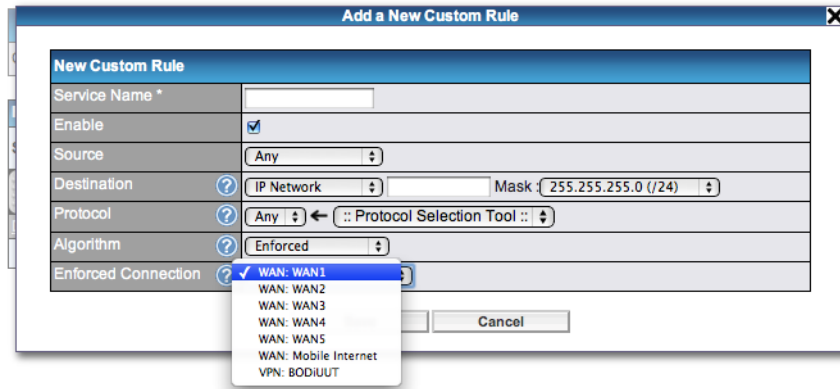 Add a New Custom Rule
New Custom Rule
Service Name *
Enable
Source Any
Destination ? IP Network Mask : 255.255.255.0 (/24)
Protocol ? Any ← :: Protocol Selection Tool ::
Algorithm ? Enforced
Enforced Connection ? ✓ WAN: WAN1
WAN: WAN2
WAN: WAN3
WAN: WAN4
WAN: WAN5
WAN: Mobile Internet
VPN: BODiUUT
Cancel